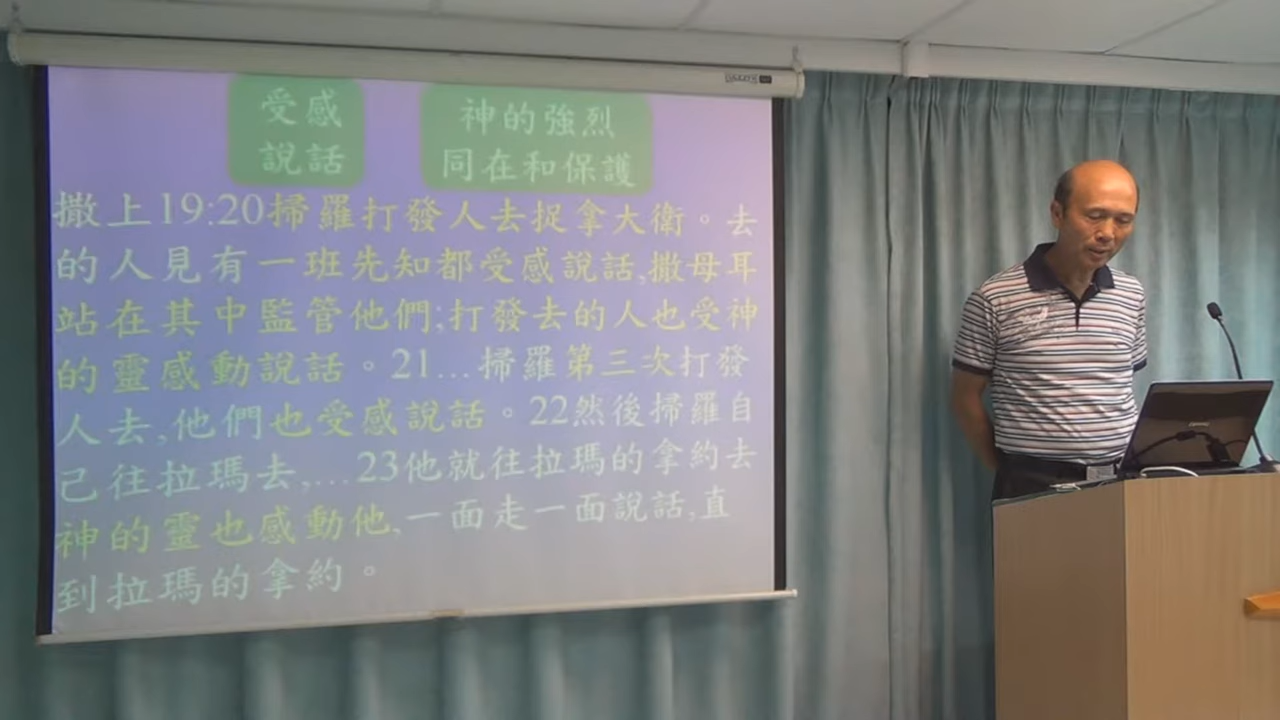 受感
說話
神的強烈
同在和保護
撒上19:20掃羅打發人去捉拿大衛。去
的人見有一班先知都受感說話,撒母耳
站在其中監管他們;打發去的人也受神
的靈感動說話。21...掃羅第三次打發
人去,他們也受感說話。22然後掃羅自
己往拉瑪去,...23他就往拉瑪的拿約去
神的靈也感動他,一面走一面說話,直
到拉瑪的拿約。